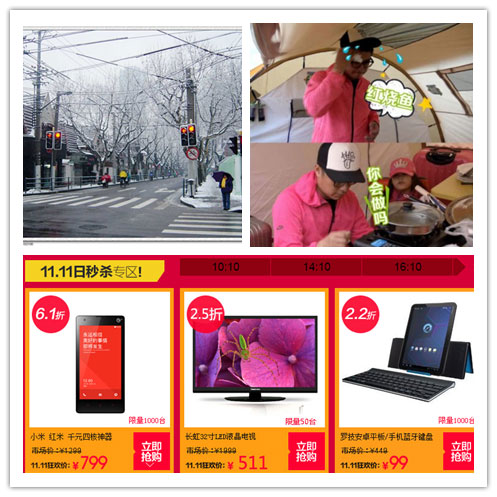 红烧鱼
你会做吗
11.11日秒杀专区!
10:10
14:10
16:10
6.1折
2.5折
2.2折
限量1000台
限量50台
限量1000台
小米 红米 千元四核神器
市场价:¥1299
11.11狂欢价:¥799
立即
抢购
长虹32寸LED液晶电视
市场价:¥1999
11.11狂欢价:¥511
立即
抢购
罗技安卓平板/手机蓝牙键盘
市场价:¥449
11.11狂欢价:¥99
立即
抢购